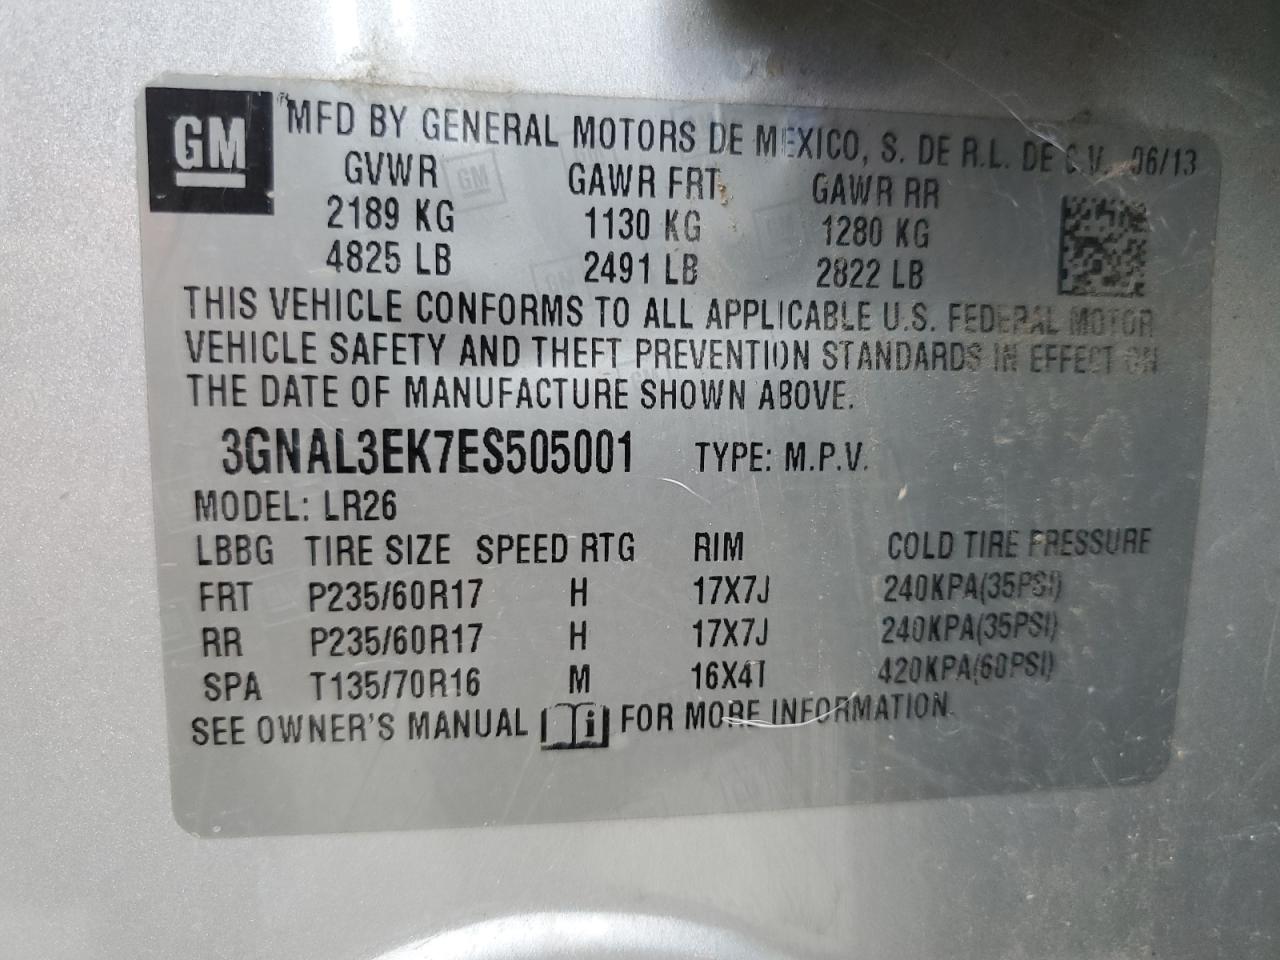 GM
MFD BY GENERAL MOTORS DE MEXICO, S. DE R.L. DE C.V. 06/13
GVWR GAWR FRT GAWR RR
2189 KG 1130 KG 1280 KG
4825 LB 2491 LB 2822 LB
THIS VEHICLE CONFORMS TO ALL APPLICABLE U.S. FEDERAL MOTOR
VEHICLE SAFETY AND THEFT PREVENTION STANDARDS IN EFFECT ON
THE DATE OF MANUFACTURE SHOWN ABOVE.
3GNAL3EK7ES505001 TYPE: M.P.V.
MODEL: LR26
LBBG TIRE SIZE SPEED RTG RIM COLD TIRE PRESSURE
FRT P235/60R17 H 17X7J 240KPA(35PSI)
RR P235/60R17 H 17X7J 240KPA(35PSI)
SPA T135/70R16 M 16X4T 420KPA(60PSI)
SEE OWNER'S MANUAL i FOR MORE INFORMATION.